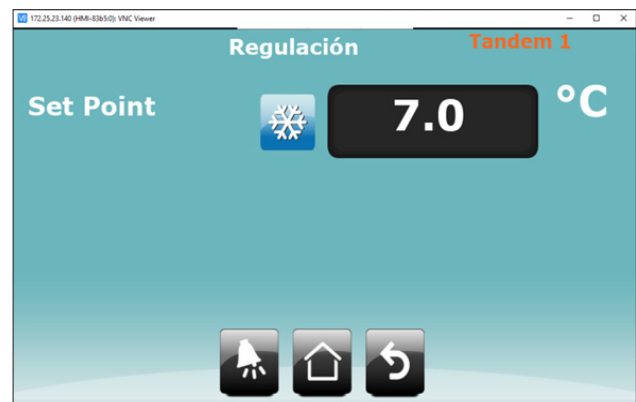 172.25.23.140 (HMI-83b5:0): VNC Viewer
Regulación
Tandem 1
Set Point
7.0
°C